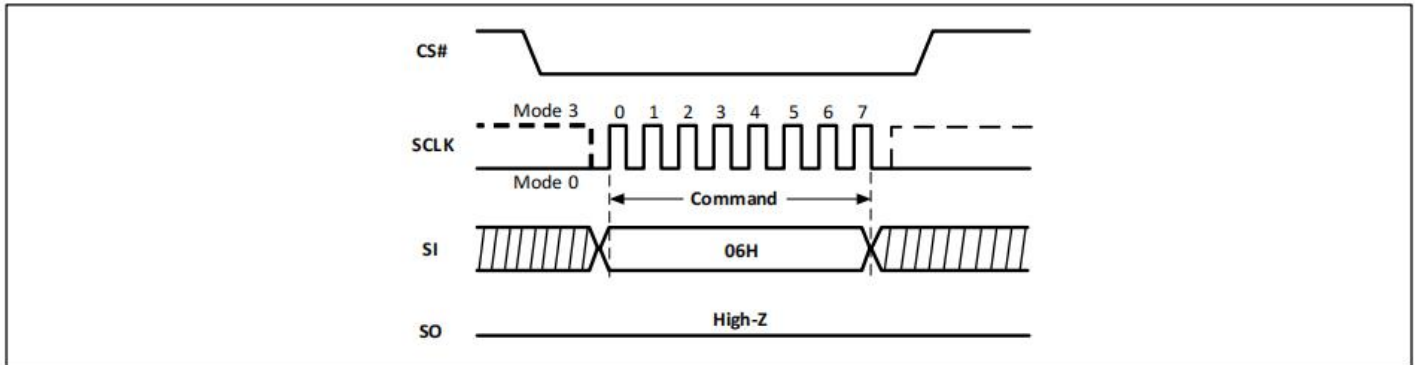 CS#
Mode 3 0 1 2 3 4 5 6 7
SCLK
Mode 0
Command
SI 06H
High-Z
SO